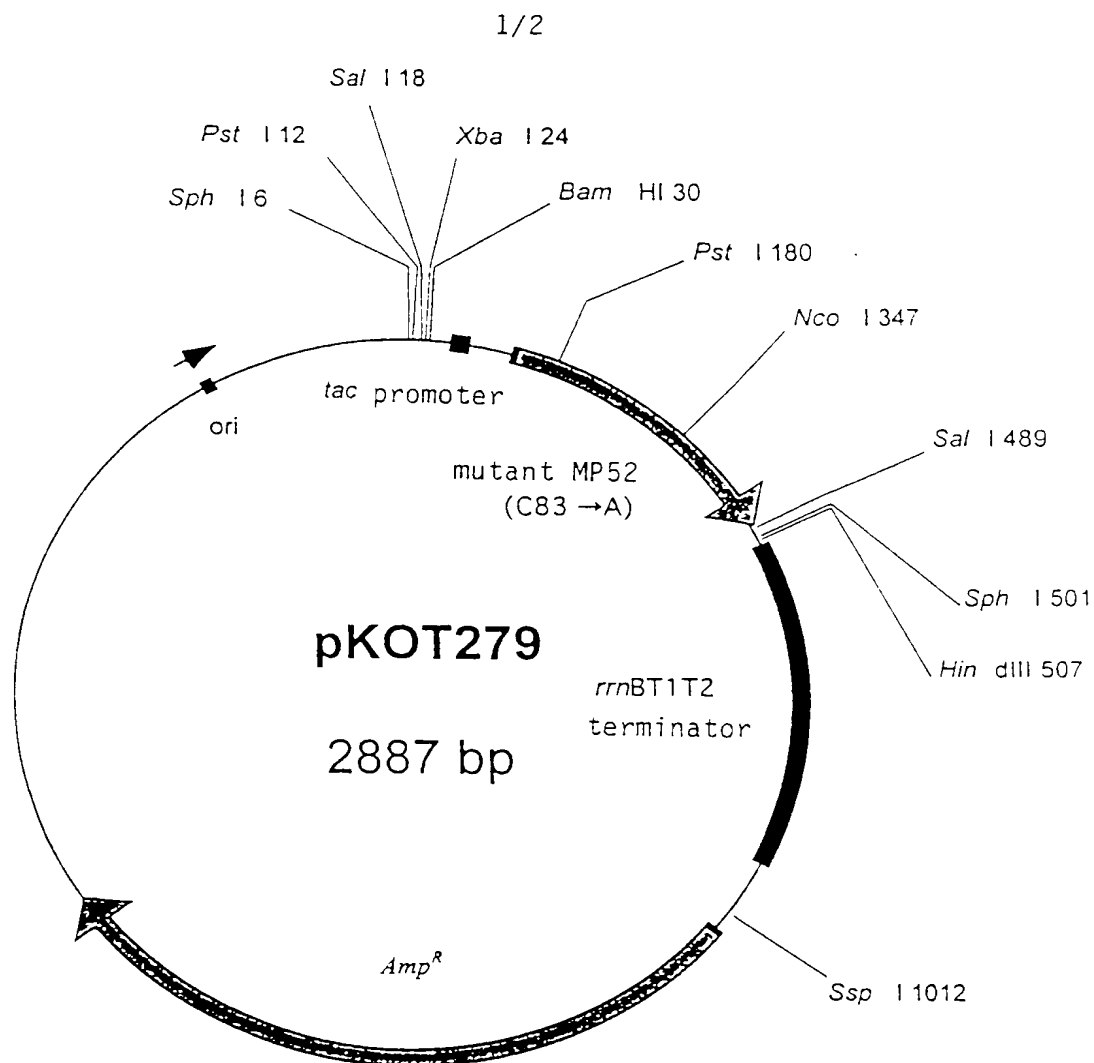 1/2
Sal I 18
Pst I 12
Xba I 24
Sph I 6
Bam HI 30
Pst I 180
Nco I 347
tac promoter
ori
Sal I 489
mutant MP52
(C83 →A)
Sph I 501
pKOT279
Hin dIII 507
rrnBT1T2
terminator
2887 bp
Amp^R
Ssp I 1012